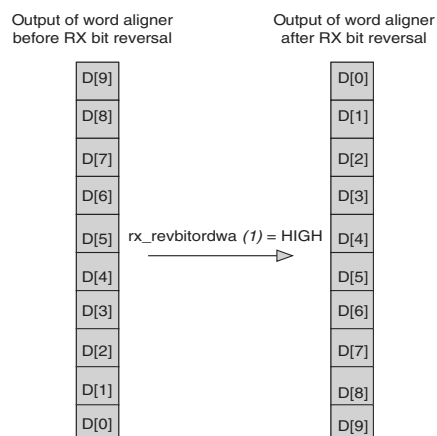 Output of word aligner
before RX bit reversal
Output of word aligner
after RX bit reversal
D[9]
D[8]
D[7]
D[6]
D[5]
D[4]
D[3]
D[2]
D[1]
D[0]
rx_revbitordwa (1) = HIGH
D[0]
D[1]
D[2]
D[3]
D[4]
D[5]
D[6]
D[7]
D[8]
D[9]